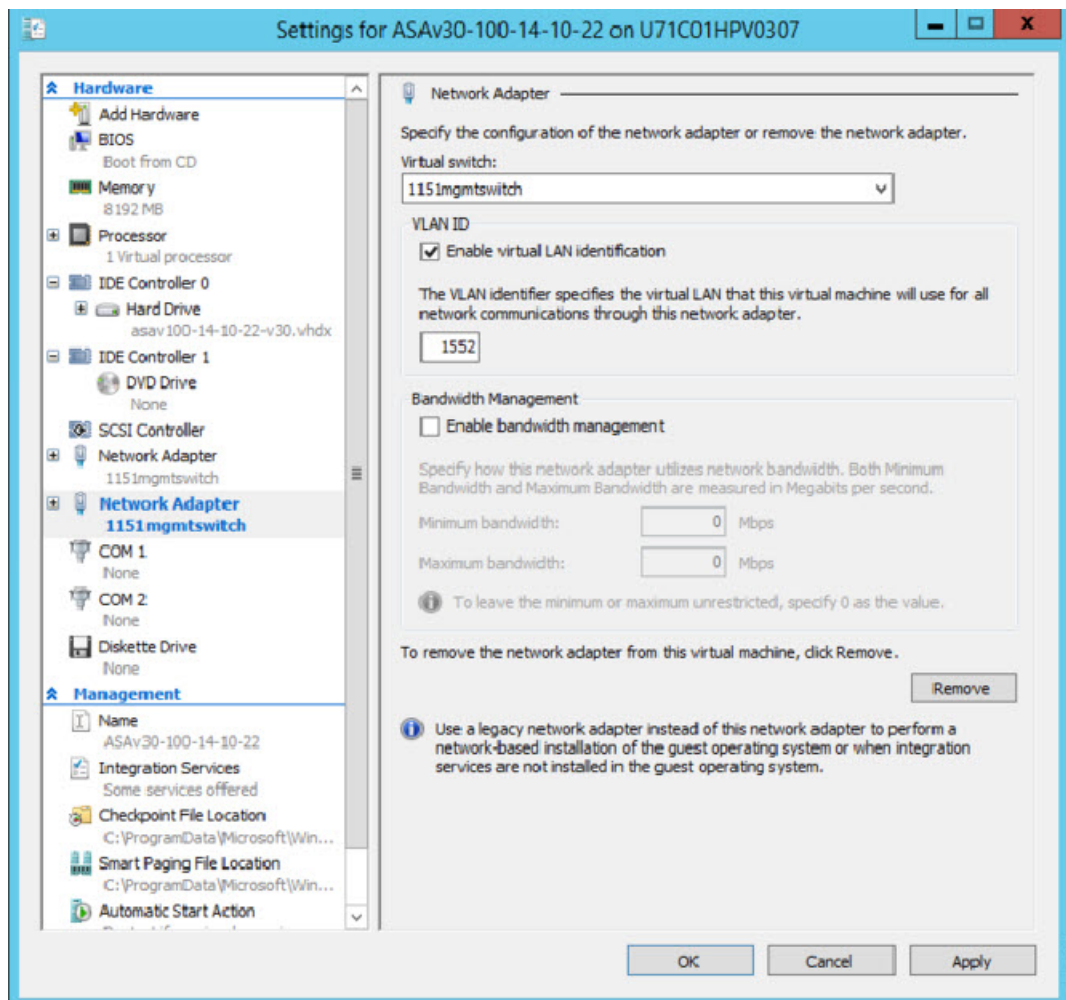 Settings for ASAv30-100-14-10-22 on U71C01HPV0307
Hardware
Add Hardware
BIOS
Boot from CD
Memory
8192 MB
Processor
1 Virtual processor
IDE Controller 0
Hard Drive
asav100-14-10-22-v30.vhdx
IDE Controller 1
DVD Drive
None
SCSI Controller
Network Adapter
1151mgmtswitch
Network Adapter
1151mgmtswitch
COM 1
None
COM 2
None
Diskette Drive
None
Management
Name
ASAv30-100-14-10-22
Integration Services
Some services offered
Checkpoint File Location
C:\ProgramData\Microsoft\Win...
Smart Paging File Location
C:\ProgramData\Microsoft\Win...
Automatic Start Action
Network Adapter
Specify the configuration of the network adapter or remove the network adapter.
Virtual switch:
1151mgmtswitch
VLAN ID
Enable virtual LAN identification
The VLAN identifier specifies the virtual LAN that this virtual machine will use for all
network communications through this network adapter.
1552
Bandwidth Management
Enable bandwidth management
Specify how this network adapter utilizes network bandwidth. Both Minimum
Bandwidth and Maximum Bandwidth are measured in Megabits per second.
Minimum bandwidth: 0 Mbps
Maximum bandwidth: 0 Mbps
To leave the minimum or maximum unrestricted, specify 0 as the value.
To remove the network adapter from this virtual machine, click Remove.
Remove
Use a legacy network adapter instead of this network adapter to perform a
network-based installation of the guest operating system or when integration
services are not installed in the guest operating system.
OK Cancel Apply